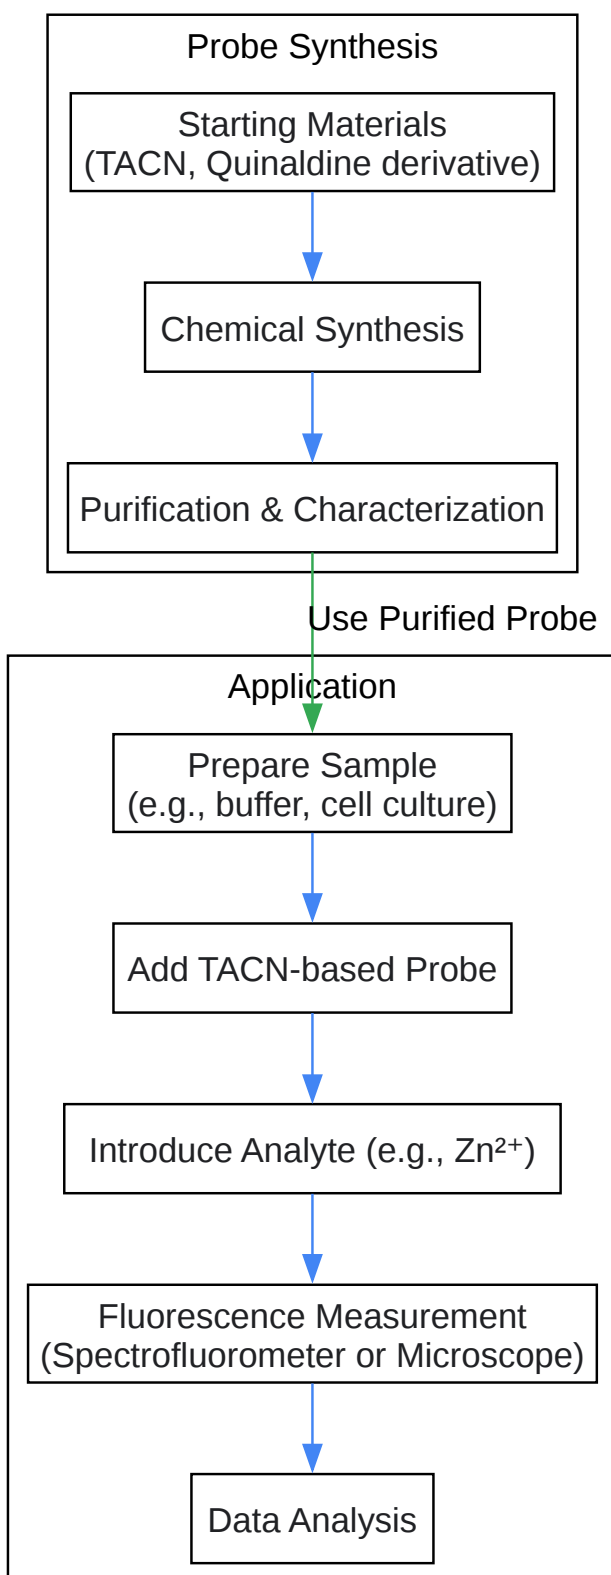 Probe Synthesis
Starting Materials
(TACN, Quinaldine derivative)
Chemical Synthesis
Purification & Characterization
Use Purified Probe
Application
Prepare Sample
(e.g., buffer, cell culture)
Add TACN-based Probe
Introduce Analyte (e.g., Zn²⁺)
Fluorescence Measurement
(Spectrofluorometer or Microscope)
Data Analysis